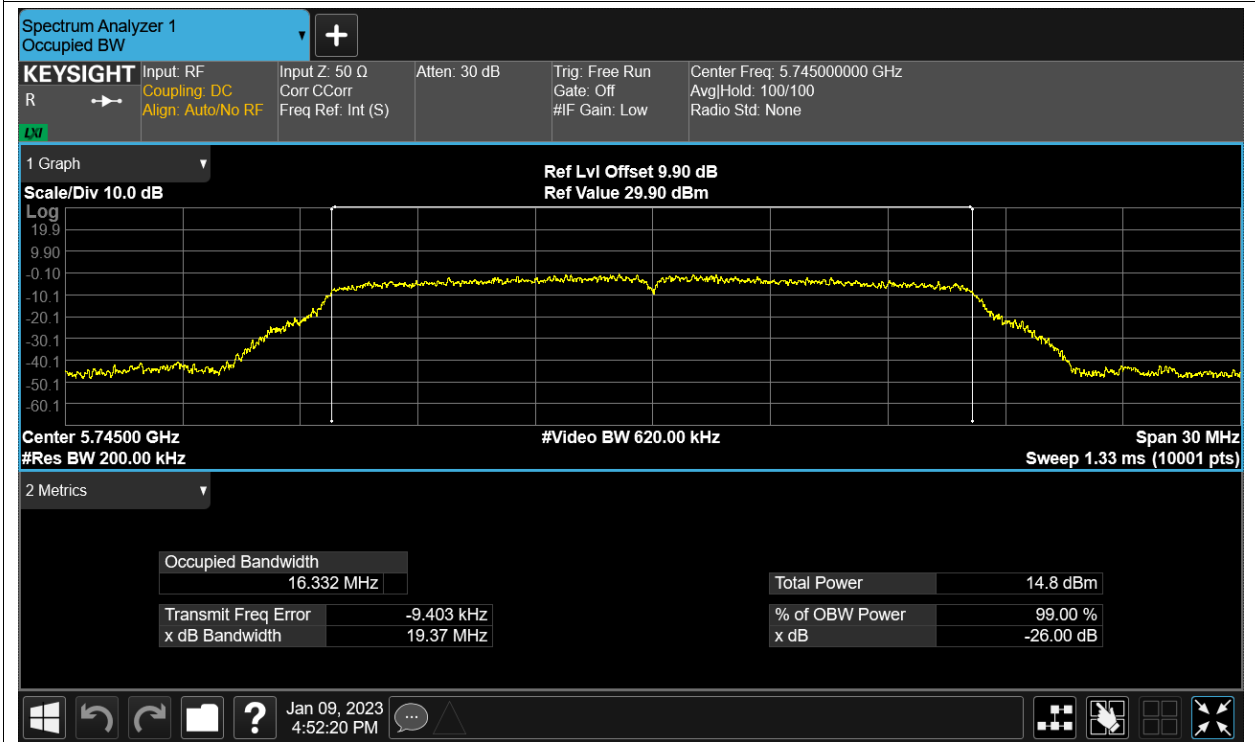 Spectrum Analyzer 1
Occupied BW
KEYSIGHT Input: RF Input Z: 50 Ω Atten: 30 dB Trig: Free Run Center Freq: 5.745000000 GHz
R Coupling: DC Corr CCorr Gate: Off Avg|Hold: 100/100
Align: Auto/No RF Freq Ref: Int (S) #IF Gain: Low Radio Std: None
LXI
1 Graph
Ref Lvl Offset 9.90 dB
Scale/Div 10.0 dB Ref Value 29.90 dBm
Log
19.9
9.90
-0.10
-10.1
-20.1
-30.1
-40.1
-50.1
-60.1
Center 5.74500 GHz #Video BW 620.00 kHz Span 30 MHz
#Res BW 200.00 kHz Sweep 1.33 ms (10001 pts)
2 Metrics
Occupied Bandwidth
16.332 MHz Total Power 14.8 dBm
Transmit Freq Error -9.403 kHz % of OBW Power 99.00 %
x dB Bandwidth 19.37 MHz x dB -26.00 dB
? Jan 09, 2023
4:52:20 PM